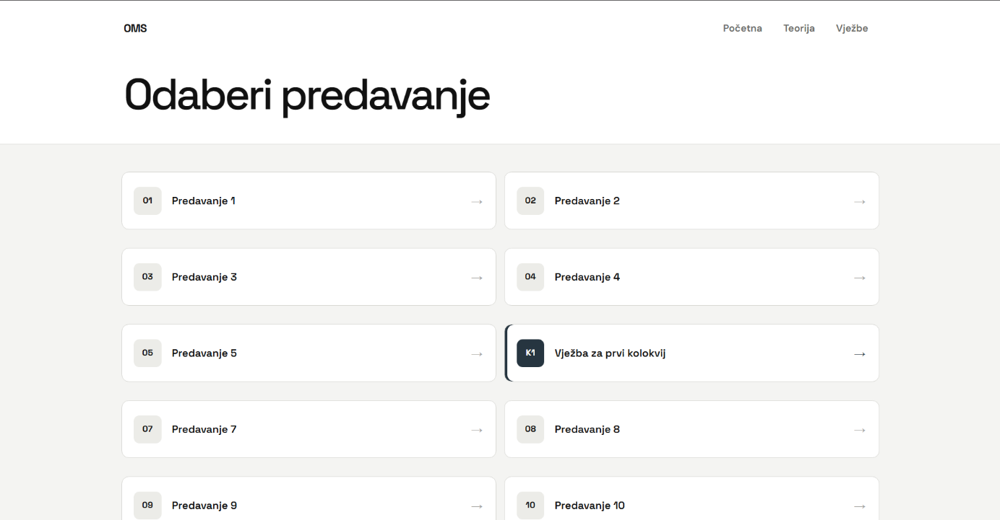 OMS
Početna Teorija Vježbe
Odaberi predavanje
01 Predavanje 1 →
02 Predavanje 2 →
03 Predavanje 3 →
04 Predavanje 4 →
05 Predavanje 5 →
K1 Vježba za prvi kolokvij →
07 Predavanje 7 →
08 Predavanje 8 →
09 Predavanje 9 →
10 Predavanje 10 →